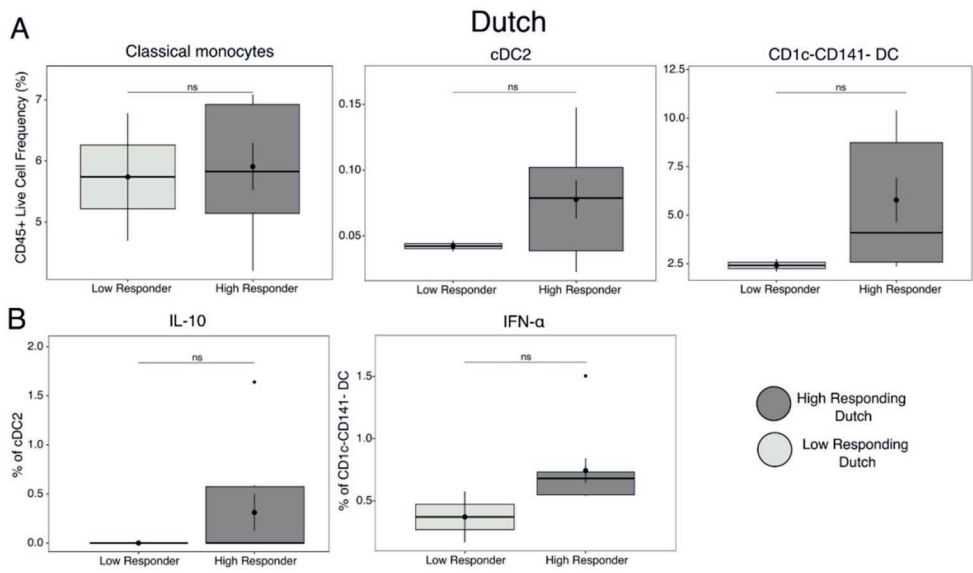 Dutch
A
Classical monocytes
cDC2
CD1c-CD141- DC
CD45+ Live Cell Frequency (%)
7
6
5
ns
Low Responder
High Responder
0.15
0.10
0.05
ns
Low Responder
High Responder
12.5
10.0
7.5
5.0
2.5
ns
Low Responder
High Responder
B
IL-10
IFN-α
% of cDC2
2.0
1.5
1.0
0.5
0.0
ns
Low Responder
High Responder
% of CD1c-CD141- DC
1.5
1.0
0.5
ns
Low Responder
High Responder
High Responding
Dutch
Low Responding
Dutch